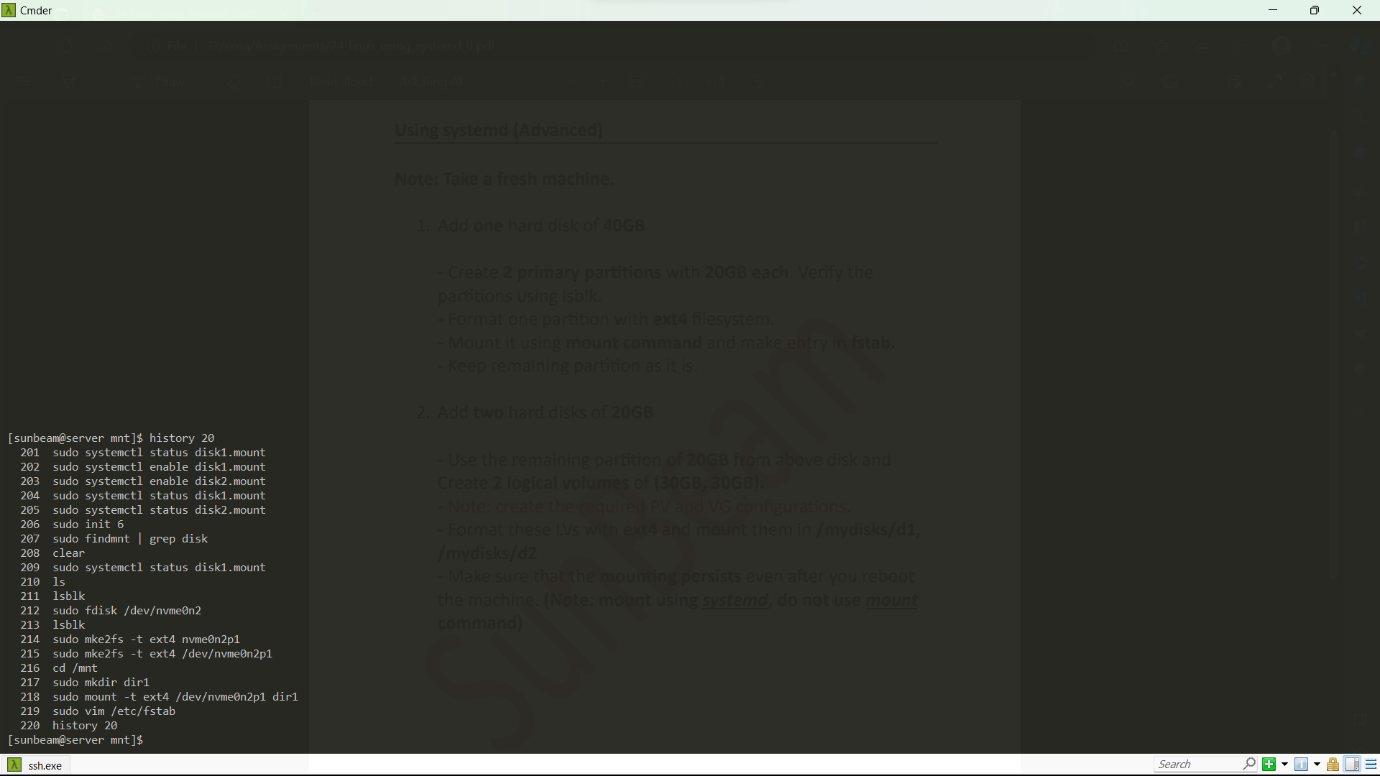 Cmder
Using systemd [Advanced]
Note: Take a fresh machine.
1. Add one hard disk of 40GB
- Create 2 primary partitions with 20GB each. Verify the
partitions using lsblk.
- Format one partition with ext4 filesystem.
- Mount it using mount command and make entry in fstab.
- Keep remaining partition as it is.
2. Add two hard disks of 20GB
- Use the remaining partition of 20GB from above disk and
Create 2 logical volumes of (30GB, 30GB).
- Note: create the required PV and VG configurations.
- Format these LVs with ext4 and mount them in /mydisks/d1,
/mydisks/d2
- Make sure that the mounting persists even after you reboot
the machine. (Note: mount using systemd, do not use mount
command)
Sunbeam
[sunbeam@server mnt]$ history 20
201 sudo systemctl status disk1.mount
202 sudo systemctl enable disk1.mount
203 sudo systemctl enable disk2.mount
204 sudo systemctl status disk1.mount
205 sudo systemctl status disk2.mount
206 sudo init 6
207 sudo findmnt | grep disk
208 clear
209 sudo systemctl status disk1.mount
210 ls
211 lsblk
212 sudo fdisk /dev/nvme0n2
213 lsblk
214 sudo mke2fs -t ext4 nvme0n2p1
215 sudo mke2fs -t ext4 /dev/nvme0n2p1
216 cd /mnt
217 sudo mkdir dir1
218 sudo mount -t ext4 /dev/nvme0n2p1 dir1
219 sudo vim /etc/fstab
220 history 20
[sunbeam@server mnt]$
ssh.exe
Search